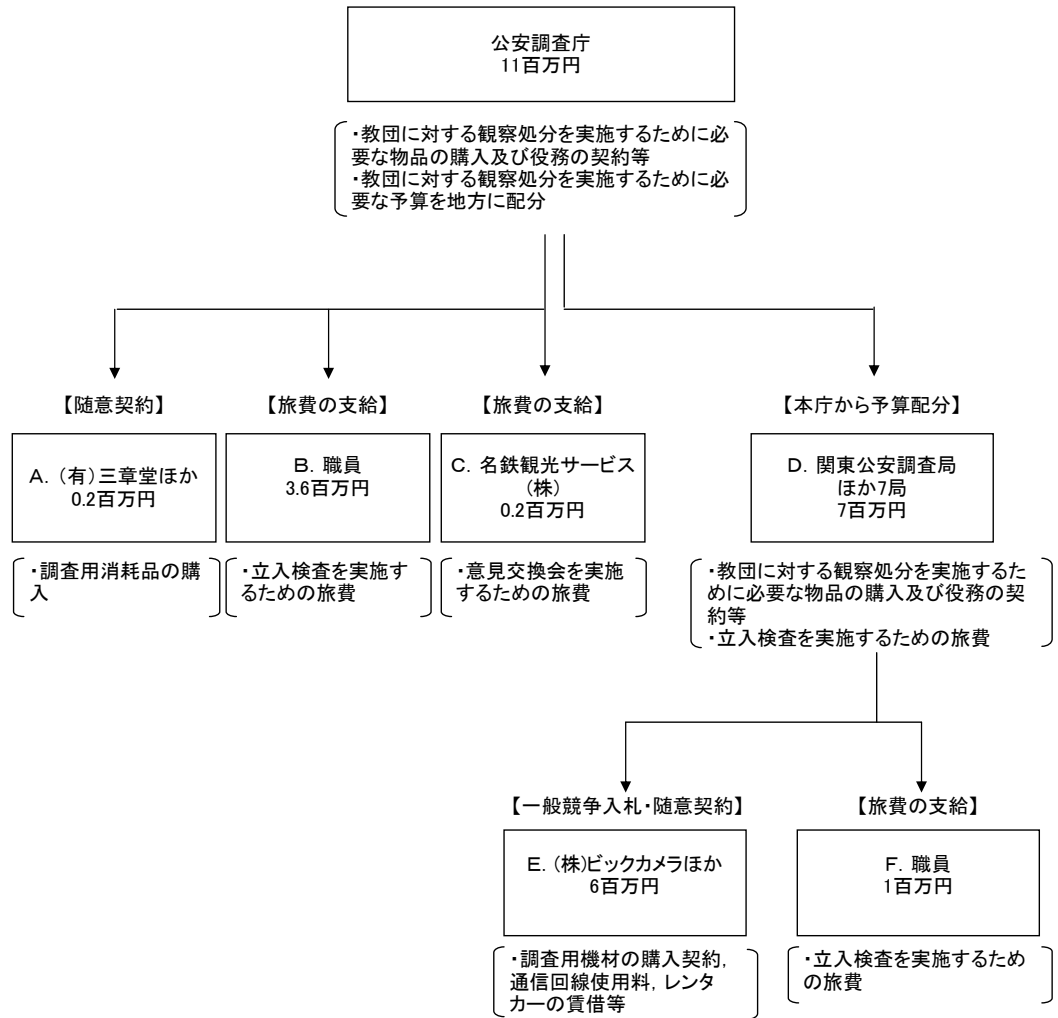 公安調査庁
11百万円
・教団に対する観察処分を実施するために必
要な物品の購入及び役務の契約等
・教団に対する観察処分を実施するために必
要な予算を地方に配分
【随意契約】
【旅費の支給】
【旅費の支給】
【本庁から予算配分】
A．（有）三章堂ほか
0.2百万円
B．職員
3.6百万円
C．名鉄観光サービス
（株）
0.2百万円
D．関東公安調査局
ほか7局
7百万円
・調査用消耗品の購
入
・立入検査を実施す
るための旅費
・意見交換会を実施
するための旅費
・教団に対する観察処分を実施するた
めに必要な物品の購入及び役務の契
約等
・立入検査を実施するための旅費
【一般競争入札・随意契約】
【旅費の支給】
E．（株）ビックカメラほか
6百万円
F．職員
1百万円
・調査用機材の購入契約，
通信回線使用料，レンタ
カーの賃借等
・立入検査を実施するため
の旅費